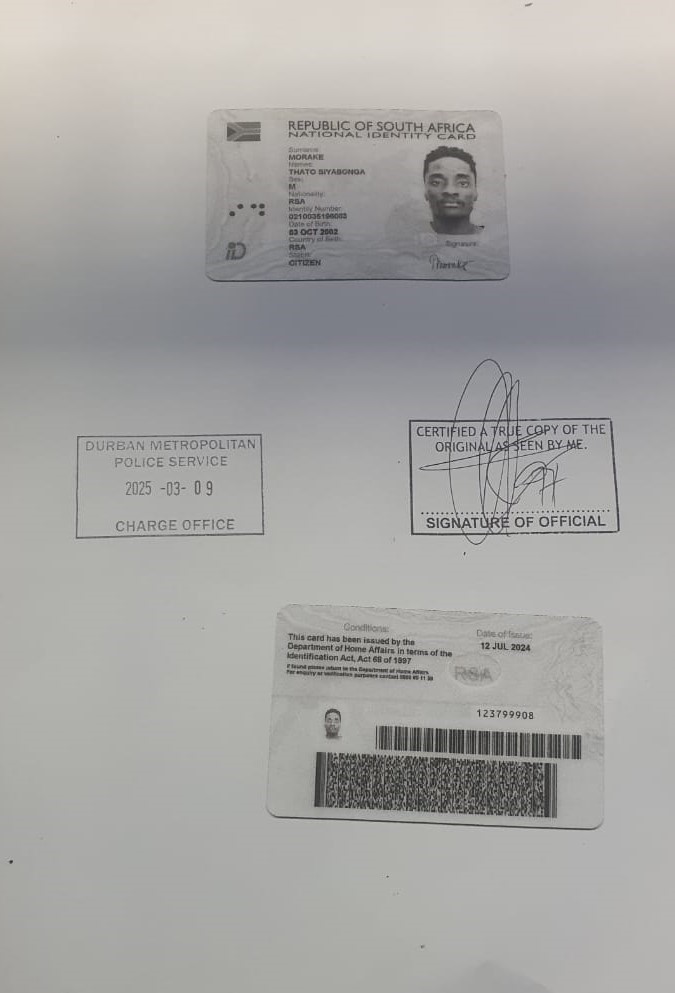 REPUBLIC OF SOUTH AFRICA
NATIONAL IDENTITY CARD
Surname:
MORAKE
Names:
THATO SIYABONGA
Sex:
M
Nationality:
RSA
Identity Number:
Date of Birth:
03 OCT 2002
Country of Birth:
RSA
Status:
CITIZEN
Signature:
iD
DURBAN METROPOLITAN
POLICE SERVICE
2025 -03- 09
CHARGE OFFICE
CERTIFIED A TRUE COPY OF THE
ORIGINAL AS SEEN BY ME.
SIGNATURE OF OFFICIAL
Conditions:
This card has been issued by the
Department of Home Affairs in terms of the
Identification Act, Act 68 of 1997
If found please return to the Department of Home Affairs
For enquiry or verification purposes contact 0800 60 11 90
Date of Issue:
12 JUL 2024
RSA
123799908